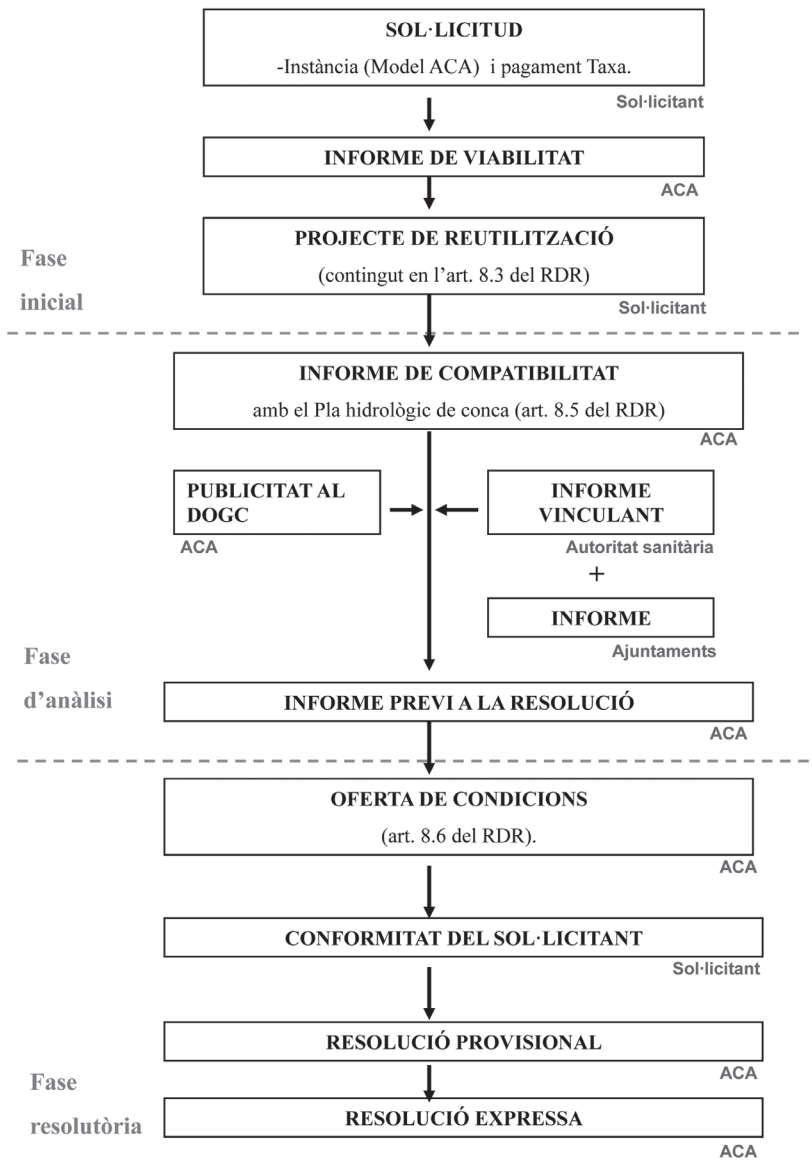 SOL·LICITUD
-Instància (Model ACA) i pagament Taxa.
Sol·licitant
INFORME DE VIABILITAT
ACA
PROJECTE DE REUTILITZACIÓ
(contingut en l’art. 8.3 del RDR)
Sol·licitant
Fase
inicial
INFORME DE COMPATIBILITAT
amb el Pla hidrològic de conca (art. 8.5 del RDR)
ACA
PUBLICITAT AL
DOGC
ACA
INFORME
VINCULANT
Autoritat sanitària
+
INFORME
Ajuntaments
Fase
d’anàlisi
INFORME PREVI A LA RESOLUCIÓ
ACA
OFERTA DE CONDICIONS
(art. 8.6 del RDR).
ACA
CONFORMITAT DEL SOL·LICITANT
Sol·licitant
RESOLUCIÓ PROVISIONAL
ACA
Fase
resolutòria
RESOLUCIÓ EXPRESSA
ACA